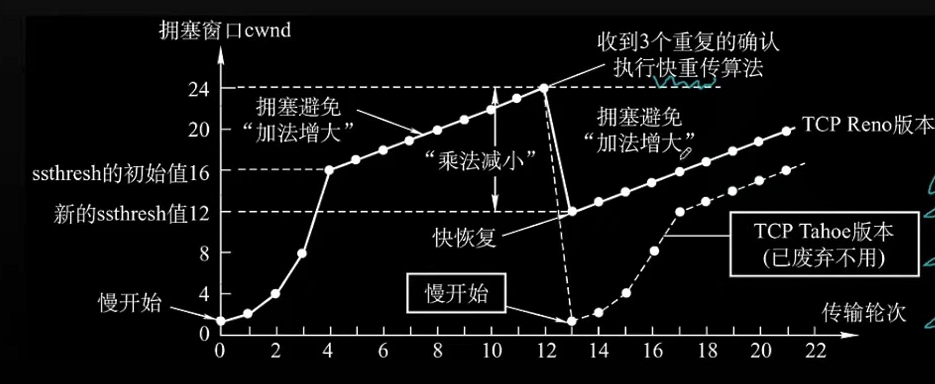 拥塞窗口cwnd
收到3个重复的确认
执行快重传算法
24
拥塞避免
“加法增大”
拥塞避免
“加法增大”
20
TCP Reno版本
“乘法减小”
ssthresh的初始值16
新的ssthresh值12
快恢复
TCP Tahoe版本
(已废弃不用)
8
慢开始
4
慢开始
传输轮次
0
0 2 4 6 8 10 12 14 16 18 20 22